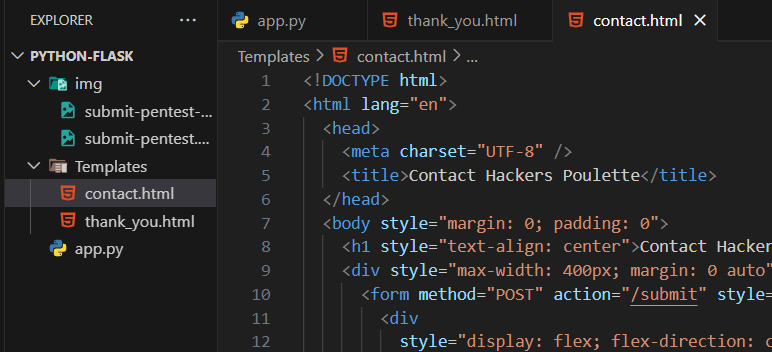 EXPLORER
PYTHON-FLASK
img
submit-pentest-...
submit-pentest....
Templates
contact.html
thank_you.html
app.py
app.py thank_you.html contact.html
Templates > contact.html > ...
1 <!DOCTYPE html>
2 <html lang="en">
3 <head>
4 <meta charset="UTF-8" />
5 <title>Contact Hackers Poulette</title>
6 </head>
7 <body style="margin: 0; padding: 0">
8 <h1 style="text-align: center">Contact Hacker
9 <div style="max-width: 400px; margin: 0 auto"
10 <form method="POST" action="/submit" style=
11 <div
12 style="display: flex; flex-direction: c